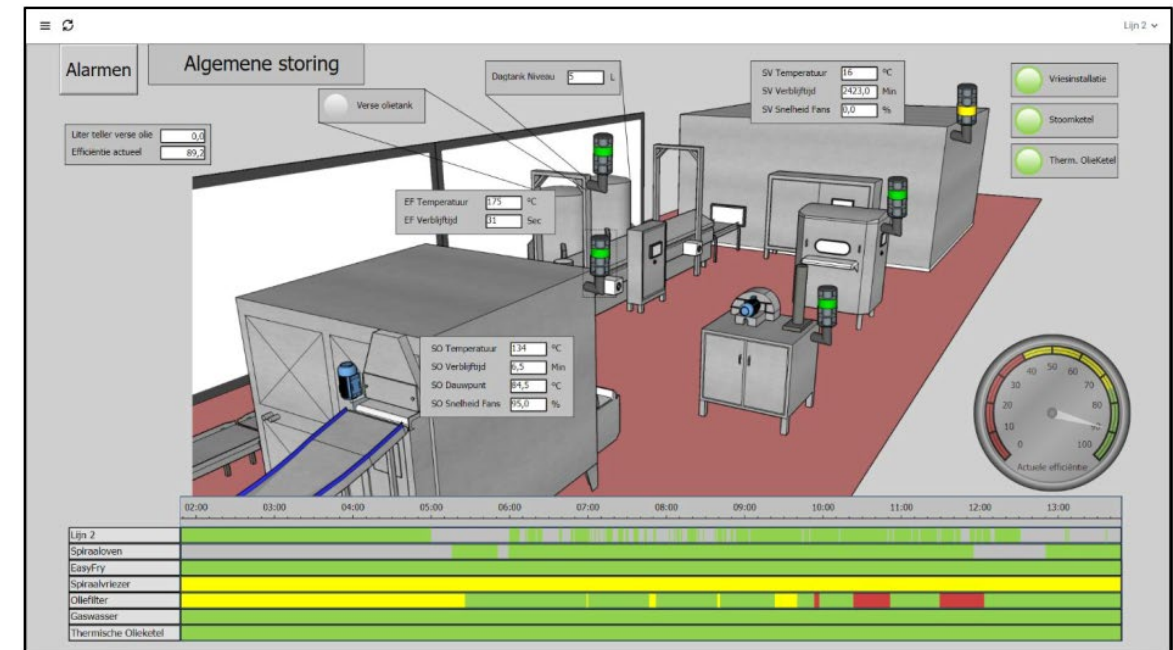 Lijn 2
Alarmen
Algemene storing
Dagtank Niveau 5 L
SV Temperatuur 16 °C
SV Verblijftijd 2423,0 Min
SV Snelheid Fans 0,0 %
Vriesinstallatie
Verse olietank
Stoomketel
Liter teller verse olie 0,0
Efficiëntie actueel 89,2
Therm. OlieKetel
EF Temperatuur 175 °C
EF Verblijftijd 31 Sec
SO Temperatuur 134 °C
SO Verblijftijd 6,5 Min
SO Dauwpunt 84,5 °C
SO Snelheid Fans 95,0 %
0 10 20 30 40 50 60 70 80 90 100
Actuele efficiëntie
02:00 03:00 04:00 05:00 06:00 07:00 08:00 09:00 10:00 11:00 12:00 13:00
Lijn 2
Spiraaloven
EasyFry
Spiraalvriezer
Oliefilter
Gaswasser
Thermische Olieketel